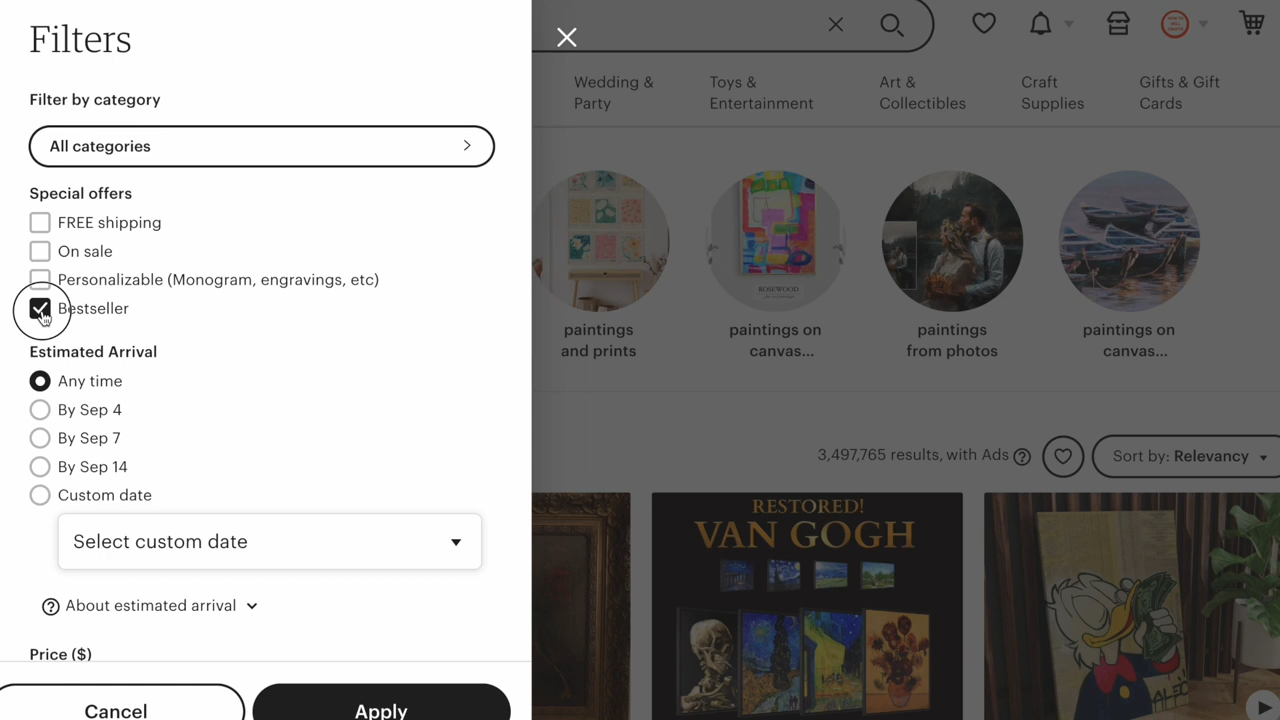 Filters
Filter by category
All categories
Special offers
FREE shipping
On sale
Personalizable (Monogram, engravings, etc)
Bestseller
Estimated Arrival
Any time
By Sep 4
By Sep 7
By Sep 14
Custom date
Select custom date
About estimated arrival
Price ($)
Cancel
Apply
Wedding &
Party
Toys &
Entertainment
Art &
Collectibles
Craft
Supplies
Gifts & Gift
Cards
ROSEWOOD
paintings
and prints
paintings on
canvas...
paintings
from photos
paintings on
canvas...
3,497,765 results, with Ads
Sort by: Relevancy
RESTORED!
VAN GOGH